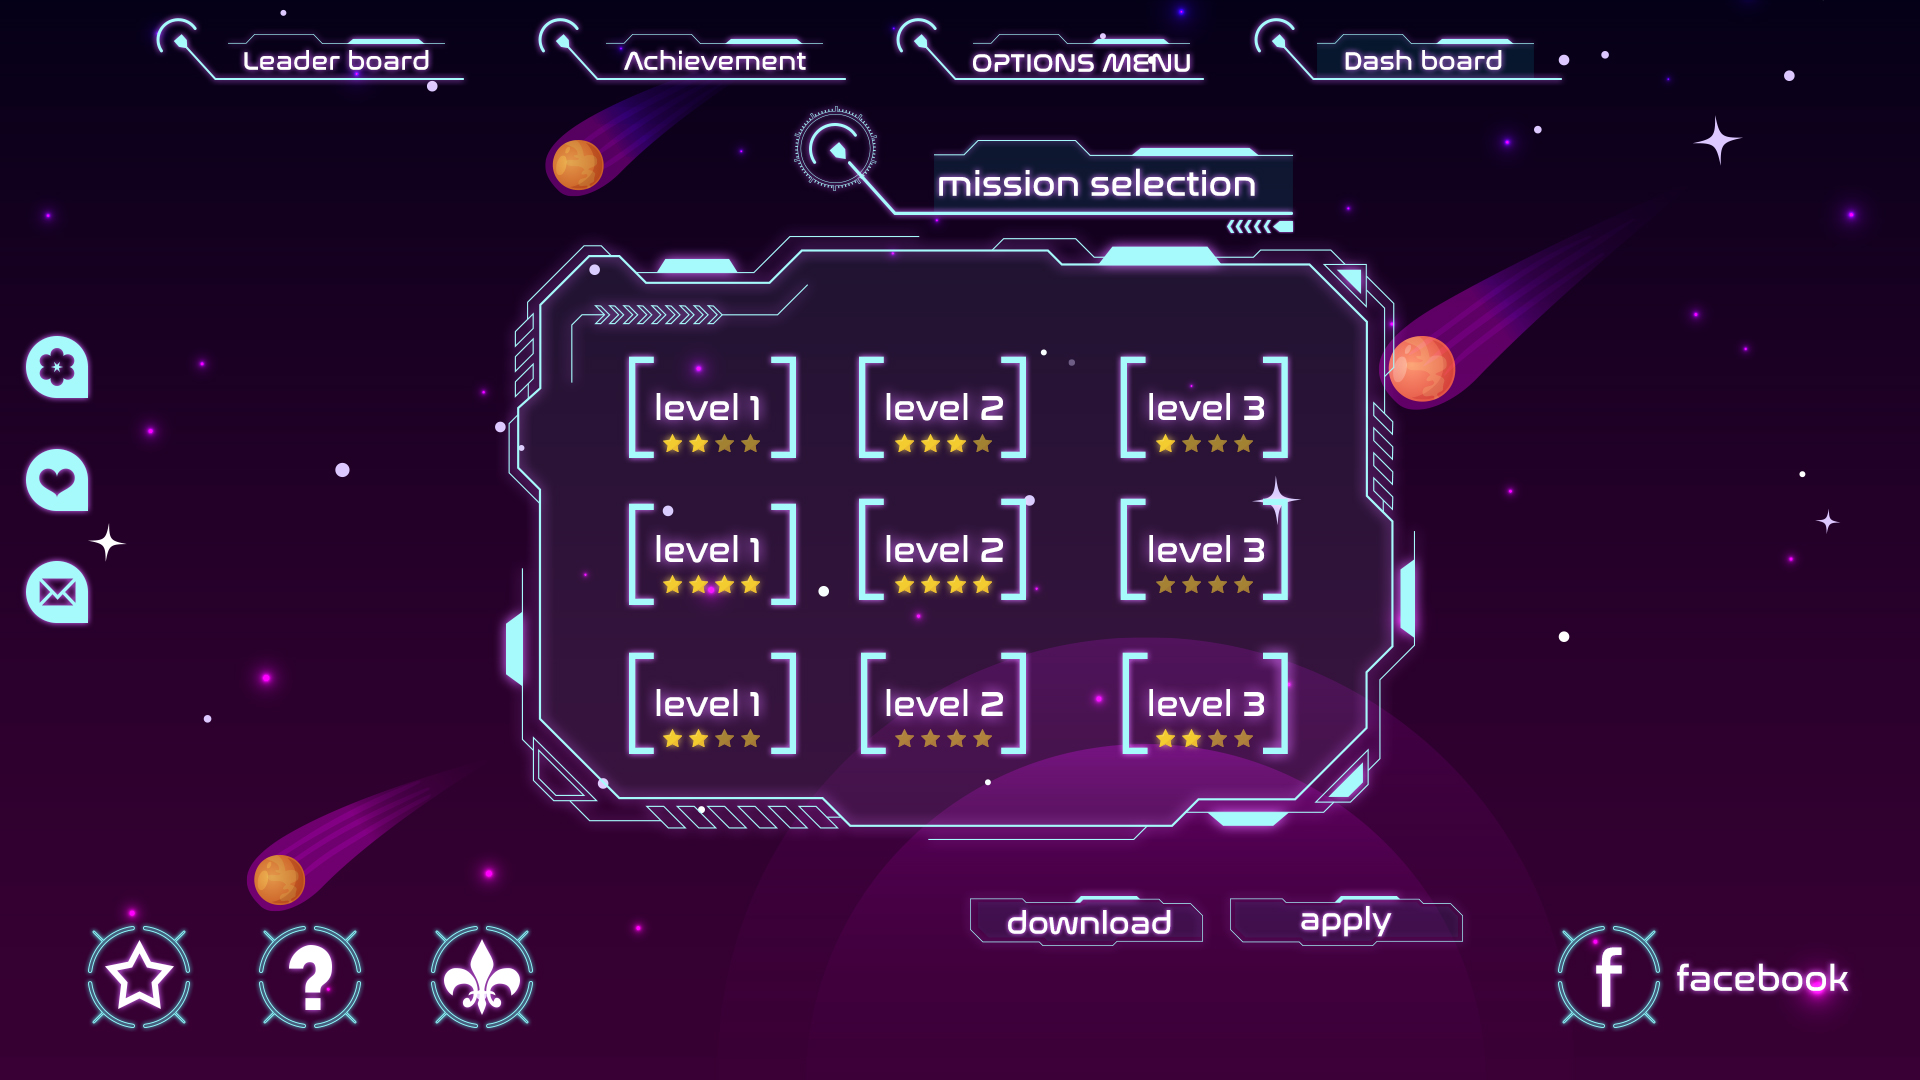 Leader board
Achievement
OPTIONS MENU
Dash board
mission selection
level 1
level 2
level 3
level 1
level 2
level 3
level 1
level 2
level 3
download
apply
f
facebook
?